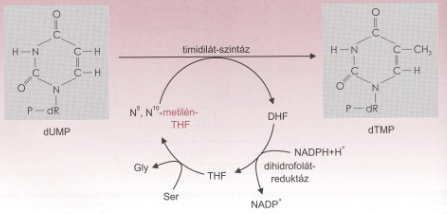 O
C
H
N
C
H
C
C
H
O
N
P
dR
dUMP
timidilát-szintáz
O
C
H
N
C
CH₃
C
C
H
O
N
P
dR
dTMP
N⁵, N¹⁰-metilén-
THF
DHF
NADPH+H⁺
dihidrofolát-
reduktáz
NADP⁺
THF
Gly
Ser